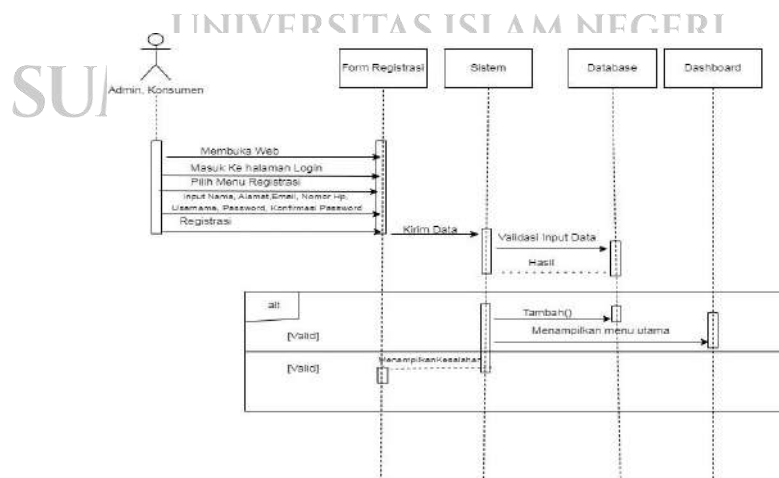 UNIVERSITAS ISLAM NEGERI
SU
Admin, Konsumen
Form Registrasi
Sistem
Database
Dashboard
Membuka Web
Masuk Ke halaman Login
Pilih Menu Registrasi
Input Nama, Alamat,Email, Nomor Hp,
Username, Password, Konfirmasi Password
Registrasi
Kirim Data
Validasi Input Data
Hasil
alt
Tambah()
[Valid]
Menampilkan menu utama
MenampilkanKesalahan
[Valid]